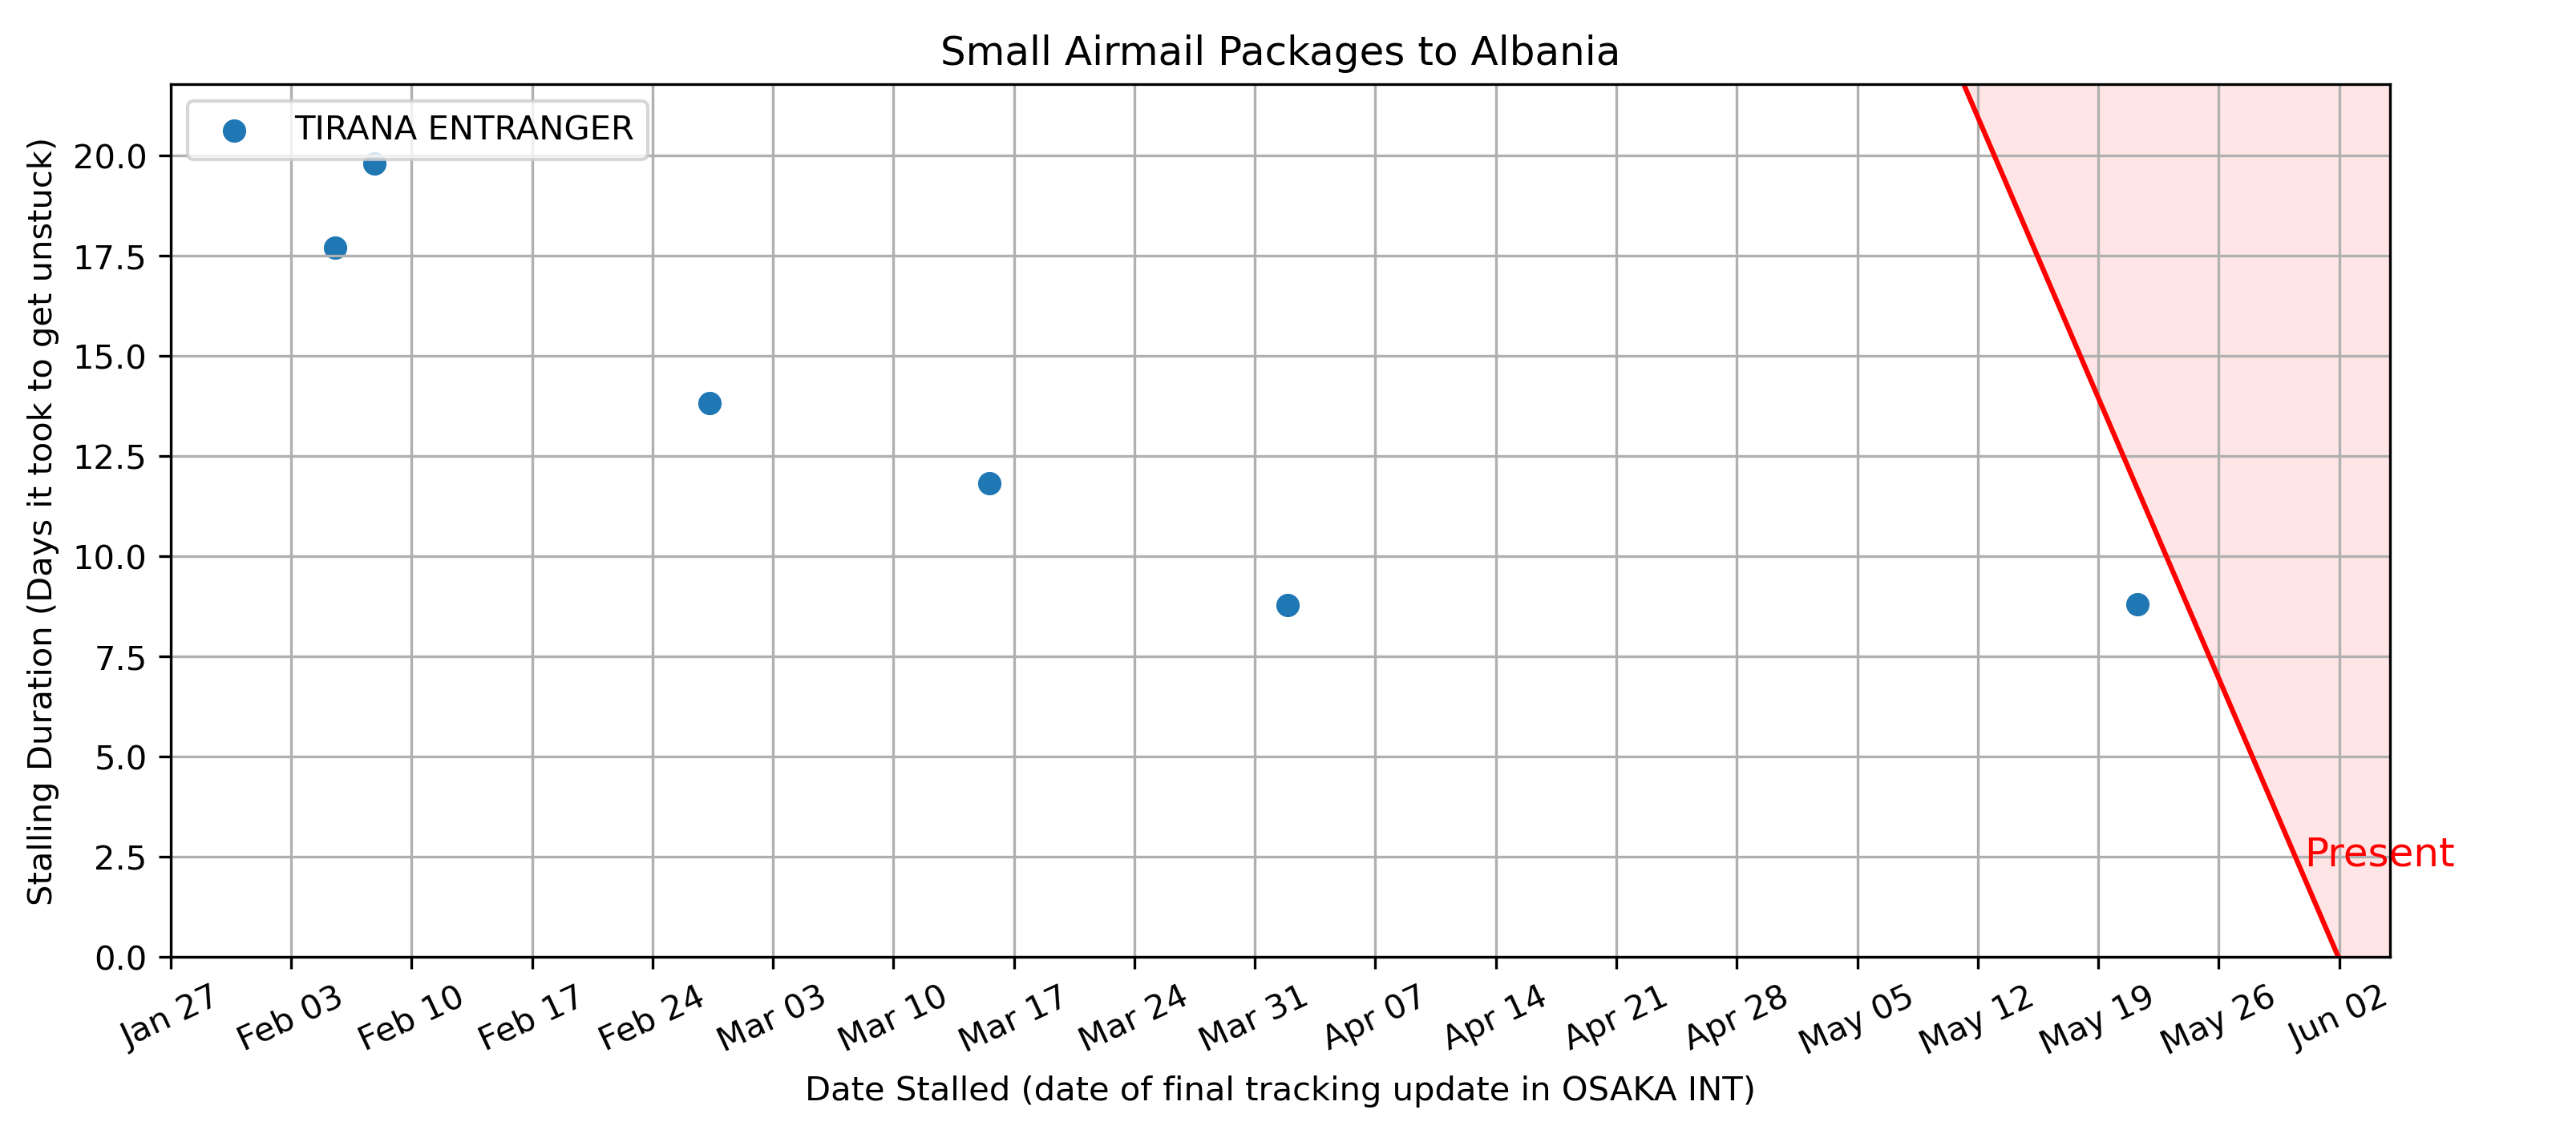 Small Airmail Packages to Albania
TIRANA ENTRANGER
Stalling Duration (Days it took to get unstuck)
20.0
17.5
15.0
12.5
10.0
7.5
5.0
2.5
0.0
Present
Jan 27 Feb 03 Feb 10 Feb 17 Feb 24 Mar 03 Mar 10 Mar 17 Mar 24 Mar 31 Apr 07 Apr 14 Apr 21 Apr 28 May 05 May 12 May 19 May 26 Jun 02
Date Stalled (date of final tracking update in OSAKA INT)